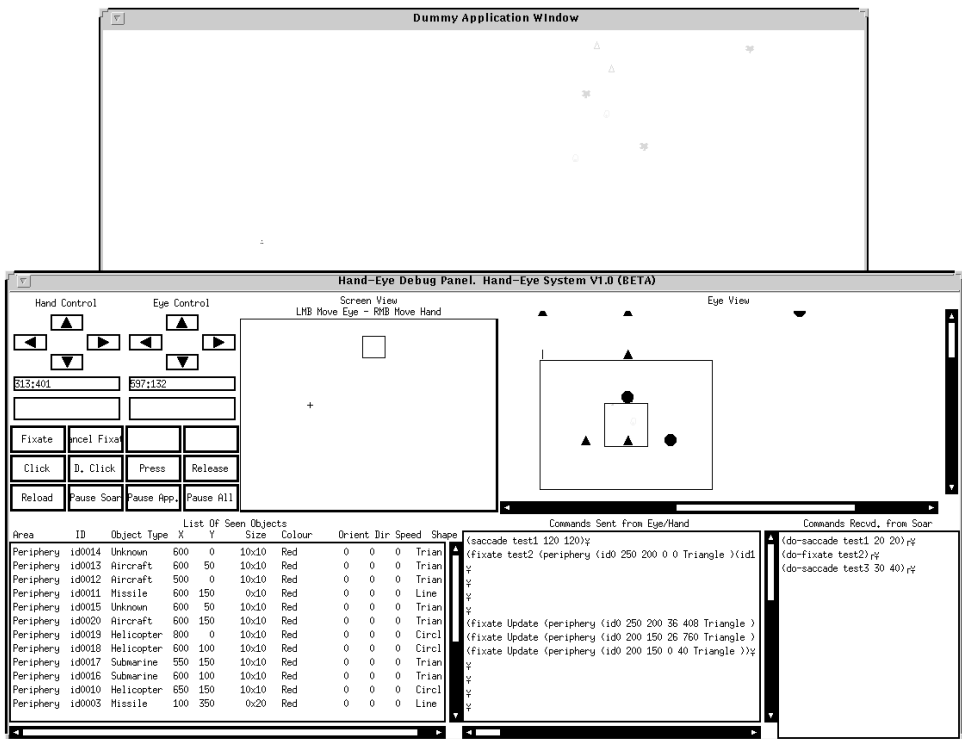 Dummy Application Window
Hand-Eye Debug Panel. Hand-Eye System V1.0 (BETA)
Hand Control
Eye Control
Screen View
LMB Move Eye - RMB Move Hand
Eye View
313:401
597:132
Fixate
ancel Fixat
Click
D. Click
Press
Release
Reload
Pause Soar
Pause App.
Pause All
List Of Seen Objects
Area ID Object Type X Y Size Colour Orient Dir Speed Shape
Periphery id0014 Unknown 600 0 10x10 Red 0 0 0 Trian
Periphery id0013 Aircraft 600 50 10x10 Red 0 0 0 Trian
Periphery id0012 Aircraft 500 0 10x10 Red 0 0 0 Trian
Periphery id0011 Missile 600 150 0x10 Red 0 0 0 Line
Periphery id0015 Unknown 600 50 10x10 Red 0 0 0 Trian
Periphery id0020 Aircraft 600 150 10x10 Red 0 0 0 Trian
Periphery id0019 Helicopter 800 0 10x10 Red 0 0 0 Circl
Periphery id0018 Helicopter 600 100 10x10 Red 0 0 0 Circl
Periphery id0017 Submarine 550 150 10x10 Red 0 0 0 Trian
Periphery id0016 Submarine 600 100 10x10 Red 0 0 0 Trian
Periphery id0010 Helicopter 650 150 10x10 Red 0 0 0 Circl
Periphery id0003 Missile 100 350 0x20 Red 0 0 0 Line
Commands Sent from Eye/Hand
(saccade test1 120 120)
(fixate test2 (periphery (id0 250 200 0 0 Triangle )(id1
(fixate Update (periphery (id0 250 200 36 408 Triangle )
(fixate Update (periphery (id0 200 150 26 760 Triangle )
(fixate Update (periphery (id0 200 150 0 40 Triangle ))
Commands Recvd. from Soar
(do-saccade test1 20 20)
(do-fixate test2)
(do-saccade test3 30 40)